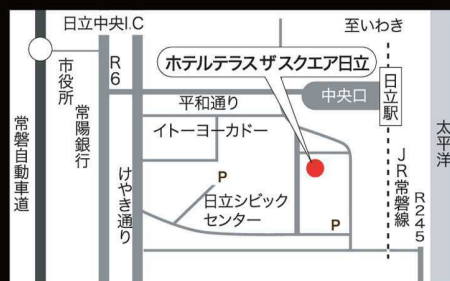 日立中央I.C
至いわき
ホテルテラス ザ スクエア日立
R6
市役所
常陽銀行
平和通り
中央口
日立駅
イトーヨーカドー
常磐自動車道
けやき通り
P
日立シビック
センター
P
JR常磐線
R245
太平洋